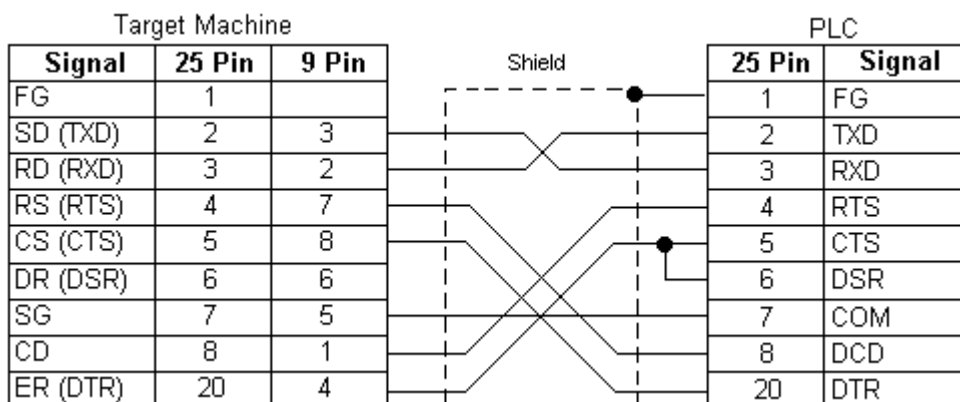 Target Machine PLC
Signal 25 Pin 9 Pin Shield 25 Pin Signal
FG 1 1 FG
SD (TXD) 2 3 2 TXD
RD (RXD) 3 2 3 RXD
RS (RTS) 4 7 4 RTS
CS (CTS) 5 8 5 CTS
DR (DSR) 6 6 6 DSR
SG 7 5 7 COM
CD 8 1 8 DCD
ER (DTR) 20 4 20 DTR